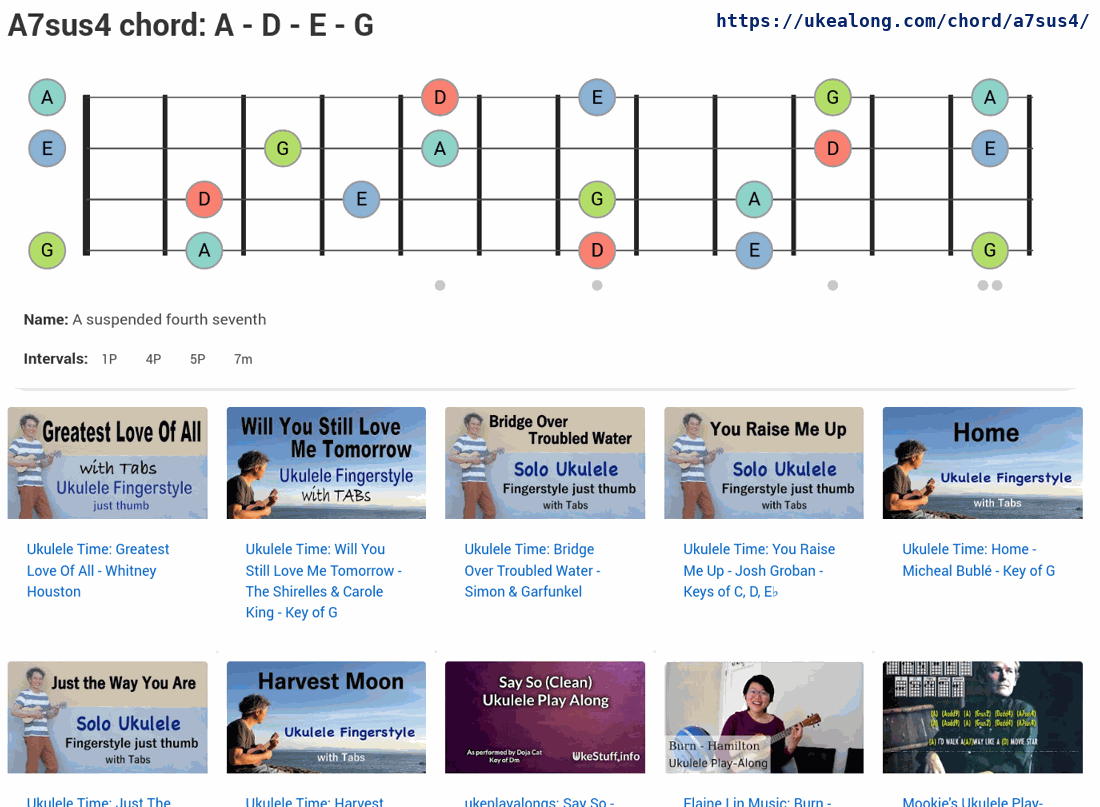 A7sus4 chord: A - D - E - G
https://ukealong.com/chord/a7sus4/
A D E G A
E G A D E
D E G A
G A D E G
Name: A suspended fourth seventh
Intervals: 1P 4P 5P 7m
Greatest Love Of All
with Tabs
Ukulele Fingerstyle
just thumb
Will You Still Love
Me Tomorrow
Ukulele Fingerstyle
with TABs
Bridge Over
Troubled Water
Solo Ukulele
Fingerstyle just thumb
with Tabs
You Raise Me Up
Solo Ukulele
Fingerstyle just thumb
with Tabs
Home
Ukulele Fingerstyle
with Tabs
Ukulele Time: Greatest
Love Of All - Whitney
Houston
Ukulele Time: Will You
Still Love Me Tomorrow -
The Shirelles & Carole
King - Key of G
Ukulele Time: Bridge
Over Troubled Water -
Simon & Garfunkel
Ukulele Time: You Raise
Me Up - Josh Groban -
Keys of C, D, E♭
Ukulele Time: Home -
Micheal Bublé - Key of G
Just the Way You Are
Solo Ukulele
Fingerstyle just thumb
with Tabs
Harvest Moon
Ukulele Fingerstyle
with Tabs
Say So (Clean)
Ukulele Play Along
As performed by Doja Cat
Key of Dm
UkeStuff.info
Burn - Hamilton
Ukulele Play-Along
(A) I'D WALK A(A7)WAY LIKE A (D) MOVIE STAR
Ukulele Time: Just The
Ukulele Time: Harvest
ukeplayalongs: Say So -
Elaine Lin Music: Burn -
Mookie's Ukulele Play-